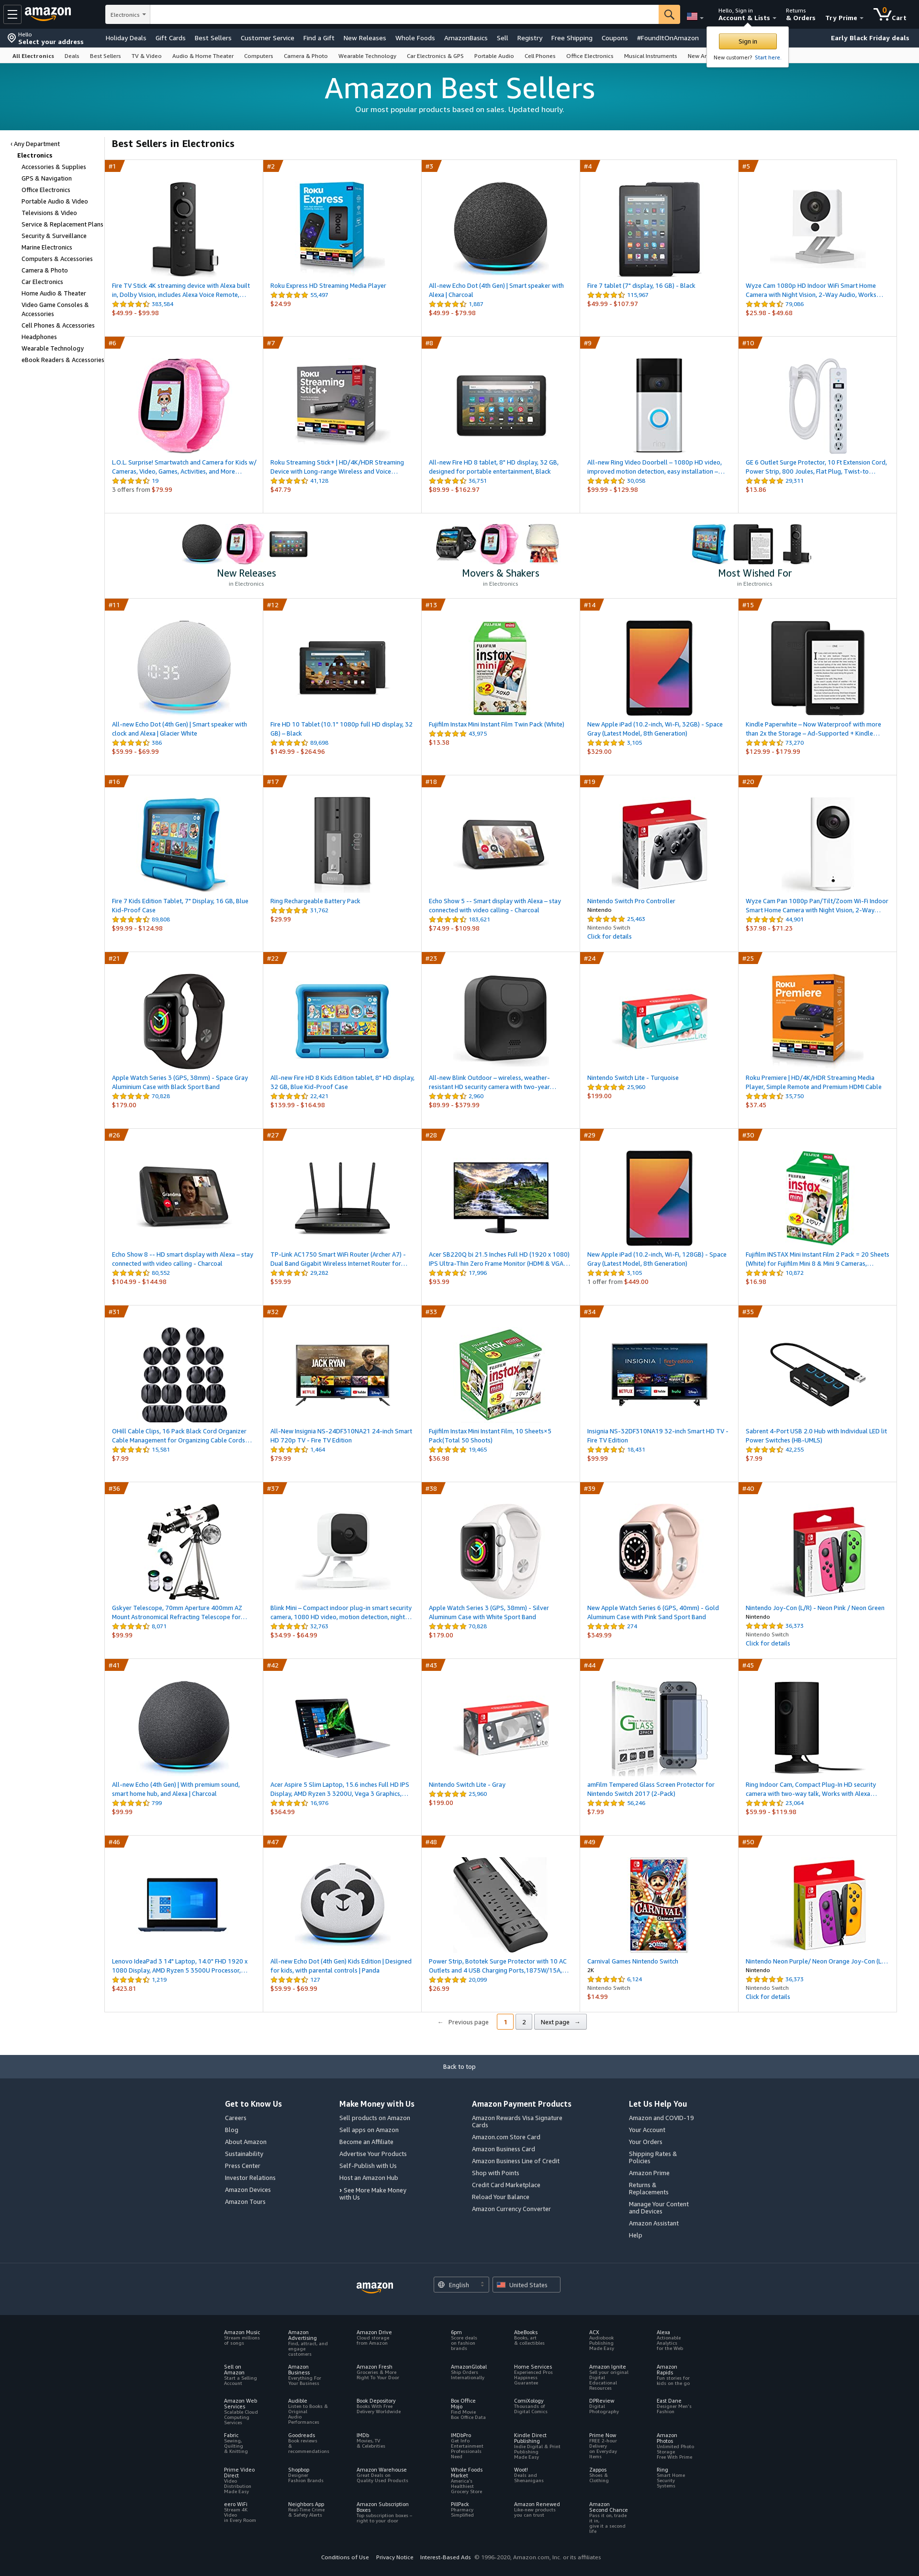 amazon
Electronics
Hello, Sign in
Account & Lists
Returns
& Orders
Try Prime
0
Cart
Hello
Select your address
Holiday Deals
Gift Cards
Best Sellers
Customer Service
Find a Gift
New Releases
Whole Foods
AmazonBasics
Sell
Registry
Free Shipping
Coupons
#FoundItOnAmazon
Early Black Friday deals
Sign in
New customer? Start here.
All Electronics
Deals
Best Sellers
TV & Video
Audio & Home Theater
Computers
Camera & Photo
Wearable Technology
Car Electronics & GPS
Portable Audio
Cell Phones
Office Electronics
Musical Instruments
Amazon Best Sellers
Our most popular products based on sales. Updated hourly.
‹ Any Department
Electronics
Accessories & Supplies
GPS & Navigation
Office Electronics
Portable Audio & Video
Televisions & Video
Service & Replacement Plans
Security & Surveillance
Marine Electronics
Computers & Accessories
Camera & Photo
Car Electronics
Home Audio & Theater
Video Game Consoles &
Accessories
Cell Phones & Accessories
Headphones
Wearable Technology
eBook Readers & Accessories
Best Sellers in Electronics
#1
Fire TV Stick 4K streaming device with Alexa built
in, Dolby Vision, includes Alexa Voice Remote,…
383,564
$49.99 - $99.98
#2
Roku Express HD Streaming Media Player
55,497
$24.99
#3
All-new Echo Dot (4th Gen) | Smart speaker with
Alexa | Charcoal
1,887
$49.99 - $79.98
#4
Fire 7 tablet (7" display, 16 GB) - Black
115,967
$49.99 - $107.97
#5
Wyze Cam 1080p HD Indoor WiFi Smart Home
Camera with Night Vision, 2-Way Audio, Works…
79,086
$25.98 - $49.68
#6
L.O.L. Surprise! Smartwatch and Camera for Kids w/
Cameras, Video, Games, Activities, and More…
19
3 offers from $79.99
#7
Roku Streaming Stick+ | HD/4K/HDR Streaming
Device with Long-range Wireless and Voice…
41,128
$47.79
#8
All-new Fire HD 8 tablet, 8" HD display, 32 GB,
designed for portable entertainment, Black
36,751
$89.99 - $162.97
#9
All-new Ring Video Doorbell – 1080p HD video,
improved motion detection, easy installation –…
30,058
$99.99 - $129.98
#10
GE 6 Outlet Surge Protector, 10 Ft Extension Cord,
Power Strip, 800 Joules, Flat Plug, Twist-to…
29,311
$13.86
New Releases
in Electronics
Movers & Shakers
in Electronics
Most Wished For
in Electronics
#11
All-new Echo Dot (4th Gen) | Smart speaker with
clock and Alexa | Glacier White
386
$59.99 - $69.99
#12
Fire HD 10 Tablet (10.1" 1080p full HD display, 32
GB) – Black
89,698
$149.99 - $264.96
#13
Fujifilm Instax Mini Instant Film Twin Pack (White)
43,975
$13.38
#14
New Apple iPad (10.2-inch, Wi-Fi, 32GB) - Space
Gray (Latest Model, 8th Generation)
3,105
$329.00
#15
Kindle Paperwhite – Now Waterproof with more
than 2x the Storage – Ad-Supported + Kindle…
73,270
$129.99 - $179.99
#16
Fire 7 Kids Edition Tablet, 7" Display, 16 GB, Blue
Kid-Proof Case
89,608
$99.99 - $124.98
#17
Ring Rechargeable Battery Pack
31,762
$29.99
#18
Echo Show 5 -- Smart display with Alexa – stay
connected with video calling - Charcoal
183,621
$74.99 - $109.98
#19
Nintendo Switch Pro Controller
Nintendo
25,463
Nintendo Switch
Click for details
#20
Wyze Cam Pan 1080p Pan/Tilt/Zoom Wi-Fi Indoor
Smart Home Camera with Night Vision, 2-Way…
44,901
$37.98 - $71.23
#21
Apple Watch Series 3 (GPS, 38mm) - Space Gray
Aluminum Case with Black Sport Band
70,828
$179.00
#22
All-new Fire HD 8 Kids Edition tablet, 8" HD display,
32 GB, Blue Kid-Proof Case
22,421
$139.99 - $164.98
#23
All-new Blink Outdoor – wireless, weather-
resistant HD security camera with two-year…
2,960
$89.99 - $379.99
#24
Nintendo Switch Lite - Turquoise
25,960
$199.00
#25
Roku Premiere | HD/4K/HDR Streaming Media
Player, Simple Remote and Premium HDMI Cable
35,750
$37.45
#26
Echo Show 8 -- HD smart display with Alexa – stay
connected with video calling - Charcoal
60,552
$104.99 - $144.98
#27
TP-Link AC1750 Smart WiFi Router (Archer A7) -
Dual Band Gigabit Wireless Internet Router for…
29,282
$59.99
#28
Acer SB220Q bi 21.5 Inches Full HD (1920 x 1080)
IPS Ultra-Thin Zero Frame Monitor (HDMI & VGA…
17,996
$93.99
#29
New Apple iPad (10.2-inch, Wi-Fi, 128GB) - Space
Gray (Latest Model, 8th Generation)
3,105
1 offer from $449.00
#30
Fujifilm INSTAX Mini Instant Film 2 Pack = 20 Sheets
(White) for Fujifilm Mini 8 & Mini 9 Cameras,…
10,872
$16.98
#31
OHill Cable Clips, 16 Pack Black Cord Organizer
Cable Management for Organizing Cable Cords…
15,581
$7.99
#32
All-New Insignia NS-24DF310NA21 24-inch Smart
HD 720p TV - Fire TV Edition
1,464
$79.99
#33
Fujifilm Instax Mini Instant Film, 10 Sheets×5
Pack(Total 50 Shoots)
19,465
$36.98
#34
Insignia NS-32DF310NA19 32-inch Smart HD TV -
Fire TV Edition
18,431
$99.99
#35
Sabrent 4-Port USB 2.0 Hub with Individual LED lit
Power Switches (HB-UMLS)
42,255
$7.99
#36
Gskyer Telescope, 70mm Aperture 400mm AZ
Mount Astronomical Refracting Telescope for…
8,071
$99.99
#37
Blink Mini – Compact indoor plug-in smart security
camera, 1080 HD video, motion detection, night…
32,763
$34.99 - $64.99
#38
Apple Watch Series 3 (GPS, 38mm) - Silver
Aluminum Case with White Sport Band
70,828
$179.00
#39
New Apple Watch Series 6 (GPS, 40mm) - Gold
Aluminum Case with Pink Sand Sport Band
274
$349.99
#40
Nintendo Joy-Con (L/R) - Neon Pink / Neon Green
Nintendo
36,373
Nintendo Switch
Click for details
#41
All-new Echo (4th Gen) | With premium sound,
smart home hub, and Alexa | Charcoal
799
$99.99
#42
Acer Aspire 5 Slim Laptop, 15.6 inches Full HD IPS
Display, AMD Ryzen 3 3200U, Vega 3 Graphics,…
16,976
$364.99
#43
Nintendo Switch Lite - Gray
25,960
$199.00
#44
amFilm Tempered Glass Screen Protector for
Nintendo Switch 2017 (2-Pack)
56,246
$7.99
#45
Ring Indoor Cam, Compact Plug-In HD security
camera with two-way talk, Works with Alexa…
23,064
$59.99 - $119.98
#46
Lenovo IdeaPad 3 14" Laptop, 14.0" FHD 1920 x
1080 Display, AMD Ryzen 5 3500U Processor,…
1,219
$423.81
#47
All-new Echo Dot (4th Gen) Kids Edition | Designed
for kids, with parental controls | Panda
127
$59.99 - $69.99
#48
Power Strip, Bototek Surge Protector with 10 AC
Outlets and 4 USB Charging Ports,1875W/15A,…
20,099
$26.99
#49
Carnival Games Nintendo Switch
2K
6,124
Nintendo Switch
$14.99
#50
Nintendo Neon Purple/ Neon Orange Joy-Con (L…
Nintendo
36,373
Nintendo Switch
Click for details
← Previous page
1
2
Next page →
Back to top
Get to Know Us
Careers
Blog
About Amazon
Sustainability
Press Center
Investor Relations
Amazon Devices
Amazon Tours
Make Money with Us
Sell products on Amazon
Sell apps on Amazon
Become an Affiliate
Advertise Your Products
Self-Publish with Us
Host an Amazon Hub
› See More Make Money
with Us
Amazon Payment Products
Amazon Rewards Visa Signature
Cards
Amazon.com Store Card
Amazon Business Card
Amazon Business Line of Credit
Shop with Points
Credit Card Marketplace
Reload Your Balance
Amazon Currency Converter
Let Us Help You
Amazon and COVID-19
Your Account
Your Orders
Shipping Rates &
Policies
Amazon Prime
Returns &
Replacements
Manage Your Content
and Devices
Amazon Assistant
Help
amazon
English
United States
Amazon Music
Stream millions
of songs
Amazon
Advertising
Find, attract, and
engage
customers
Amazon Drive
Cloud storage
from Amazon
6pm
Score deals
on fashion
brands
AbeBooks
Books, art
& collectibles
ACX
Audiobook
Publishing
Made Easy
Alexa
Actionable
Analytics
for the Web
Sell on
Amazon
Start a Selling
Account
Amazon
Business
Everything For
Your Business
Amazon Fresh
Groceries & More
Right To Your Door
AmazonGlobal
Ship Orders
Internationally
Home Services
Experienced Pros
Happiness
Guarantee
Amazon Ignite
Sell your original
Digital
Educational
Resources
Amazon
Rapids
Fun stories for
kids on the go
Amazon Web
Services
Scalable Cloud
Computing
Services
Audible
Listen to Books &
Original
Audio
Performances
Book Depository
Books With Free
Delivery Worldwide
Box Office
Mojo
Find Movie
Box Office Data
ComiXology
Thousands of
Digital Comics
DPReview
Digital
Photography
East Dane
Designer Men's
Fashion
Fabric
Sewing,
Quilting
& Knitting
Goodreads
Book reviews
&
recommendations
IMDb
Movies, TV
& Celebrities
IMDbPro
Get Info
Entertainment
Professionals
Need
Kindle Direct
Publishing
Indie Digital & Print
Publishing
Made Easy
Prime Now
FREE 2-hour
Delivery
on Everyday
Items
Amazon
Photos
Unlimited Photo
Storage
Free With Prime
Prime Video
Direct
Video
Distribution
Made Easy
Shopbop
Designer
Fashion Brands
Amazon Warehouse
Great Deals on
Quality Used Products
Whole Foods
Market
America's
Healthiest
Grocery Store
Woot!
Deals and
Shenanigans
Zappos
Shoes &
Clothing
Ring
Smart Home
Security
Systems
eero WiFi
Stream 4K
Video
in Every Room
Neighbors App
Real-Time Crime
& Safety Alerts
Amazon Subscription
Boxes
Top subscription boxes –
right to your door
PillPack
Pharmacy
Simplified
Amazon Renewed
Like-new products
you can trust
Amazon
Second Chance
Pass it on, trade
it in,
give it a second
life
Conditions of Use
Privacy Notice
Interest-Based Ads
© 1996-2020, Amazon.com, Inc. or its affiliates